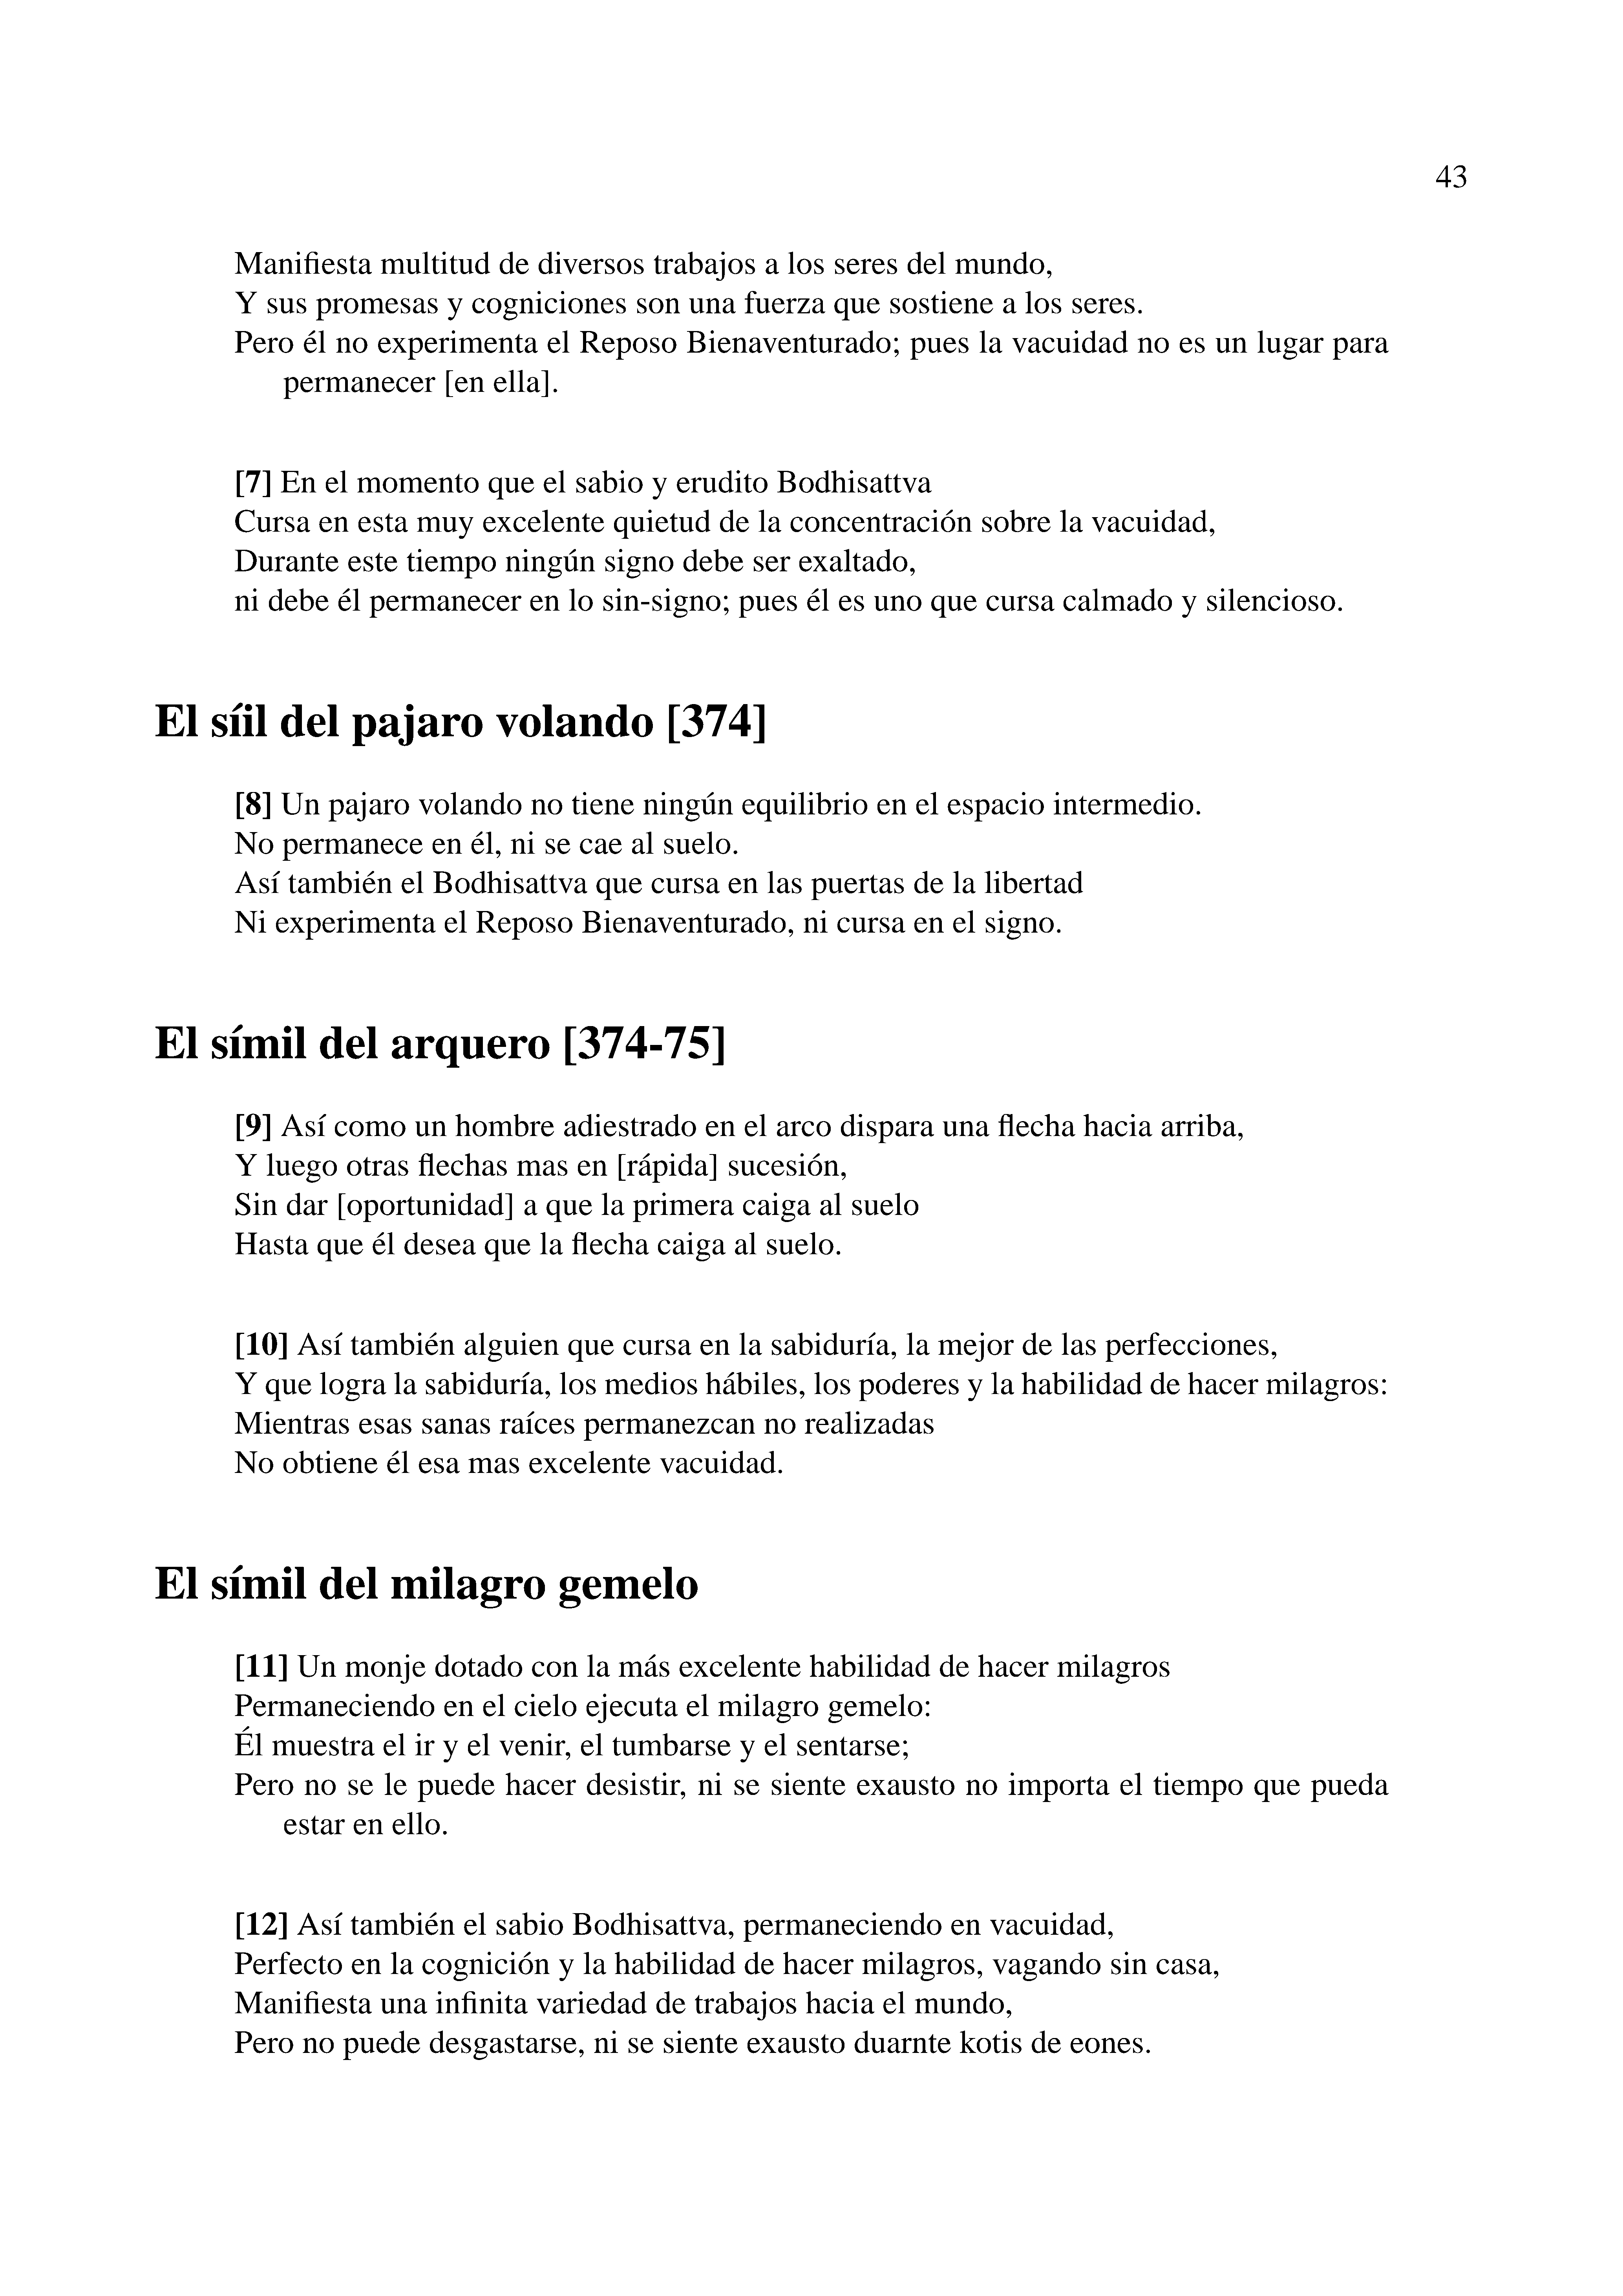 43
Manifiesta multitud de diversos trabajos a los seres del mundo,
Y sus promesas y cogniciones son una fuerza que sostiene a los seres.
Pero él no experimenta el Reposo Bienaventurado; pues la vacuidad no es un lugar para
permanecer [en ella].
[7] En el momento que el sabio y erudito Bodhisattva
Cursa en esta muy excelente quietud de la concentración sobre la vacuidad,
Durante este tiempo ningún signo debe ser exaltado,
ni debe él permanecer en lo sin-signo; pues él es uno que cursa calmado y silencioso.
El síil del pajaro volando [374]
[8] Un pajaro volando no tiene ningún equilibrio en el espacio intermedio.
No permanece en él, ni se cae al suelo.
Así también el Bodhisattva que cursa en las puertas de la libertad
Ni experimenta el Reposo Bienaventurado, ni cursa en el signo.
El símil del arquero [374-75]
[9] Así como un hombre adiestrado en el arco dispara una flecha hacia arriba,
Y luego otras flechas mas en [rápida] sucesión,
Sin dar [oportunidad] a que la primera caiga al suelo
Hasta que él desea que la flecha caiga al suelo.
[10] Así también alguien que cursa en la sabiduría, la mejor de las perfecciones,
Y que logra la sabiduría, los medios hábiles, los poderes y la habilidad de hacer milagros:
Mientras esas sanas raíces permanezcan no realizadas
No obtiene él esa mas excelente vacuidad.
El símil del milagro gemelo
[11] Un monje dotado con la más excelente habilidad de hacer milagros
Permaneciendo en el cielo ejecuta el milagro gemelo:
Él muestra el ir y el venir, el tumbarse y el sentarse;
Pero no se le puede hacer desistir, ni se siente exausto no importa el tiempo que pueda
estar en ello.
[12] Así también el sabio Bodhisattva, permaneciendo en vacuidad,
Perfecto en la cognición y la habilidad de hacer milagros, vagando sin casa,
Manifiesta una infinita variedad de trabajos hacia el mundo,
Pero no puede desgastarse, ni se siente exausto duarnte kotis de eones.